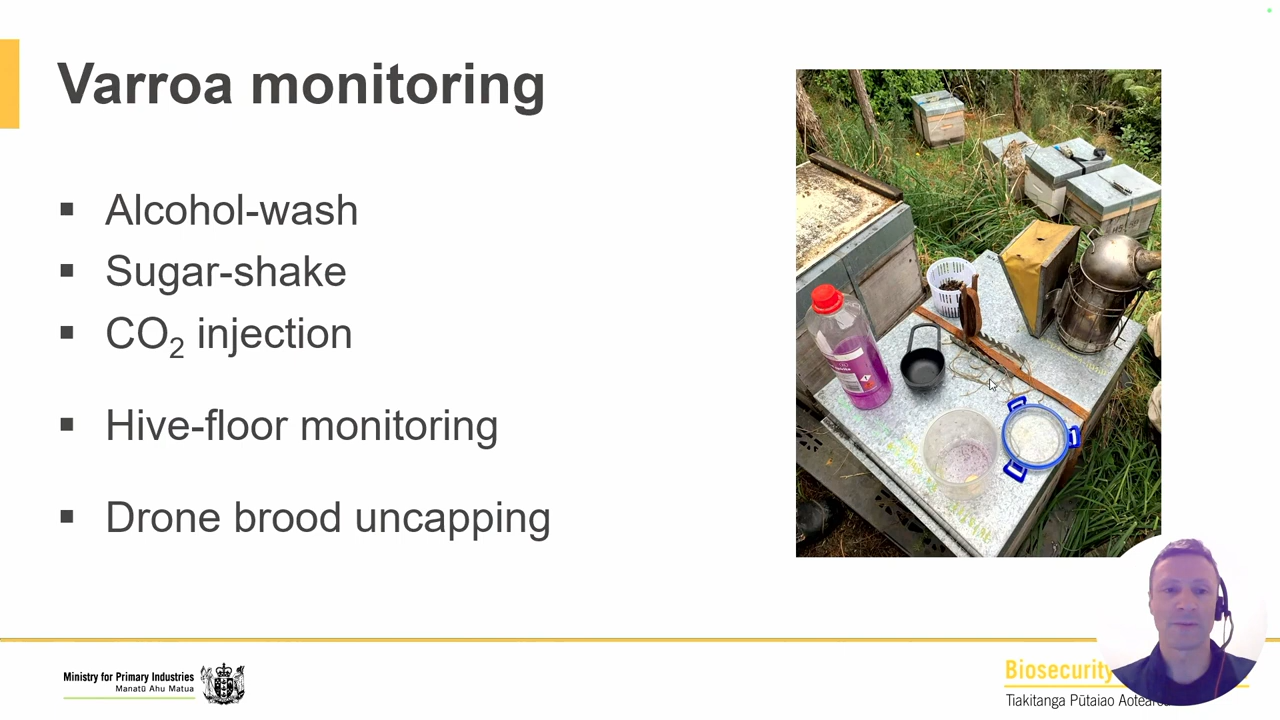 Varroa monitoring
▪ Alcohol-wash
▪ Sugar-shake
▪ CO₂ injection
▪ Hive-floor monitoring
▪ Drone brood uncapping
Ministry for Primary Industries
Manatū Ahu Matua
Biosecurity
Tiakitanga Pūtaiao